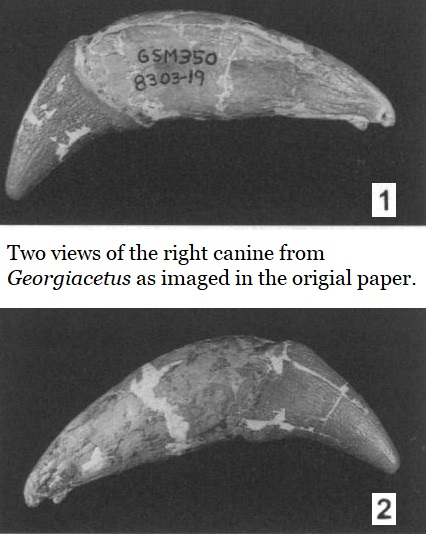 GSM350
8303-19
1
Two views of the right canine from
Georgiacetus as imaged in the origial paper.
2